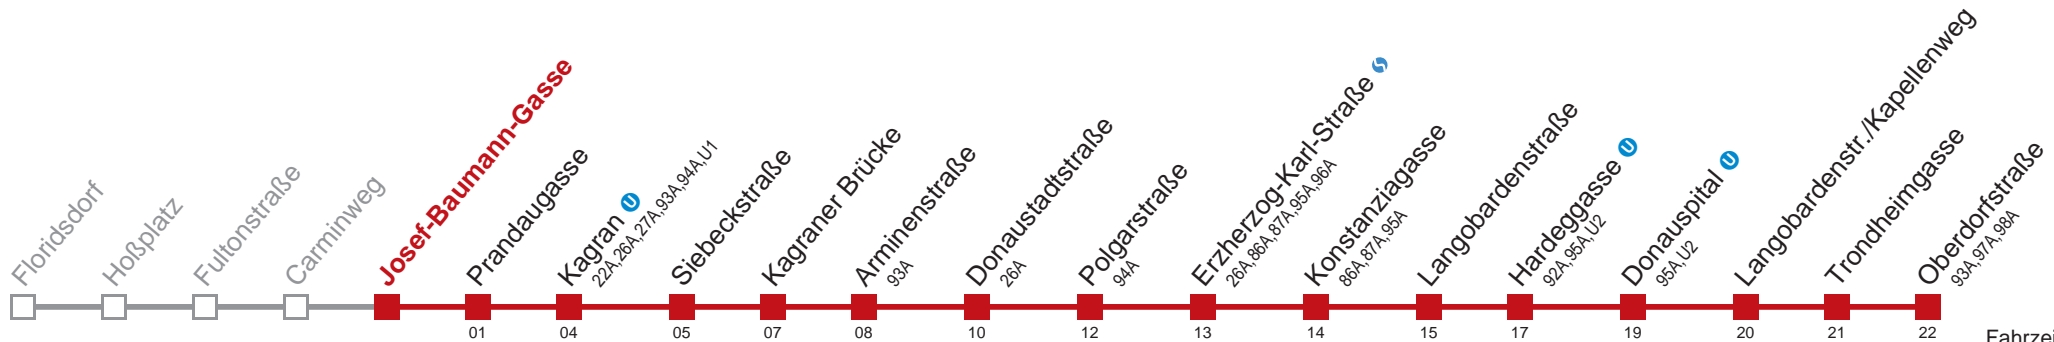 Floridsdorf
Hoßplatz
Fultonstraße
Carminweg
Josef-Baumann-Gasse
Prandaugasse
Kagran U
22A,26A,27A,93A,94A,U1
Siebeckstraße
Kagraner Brücke
Arminenstraße
93A
Donaustadtstraße
26A
Polgarstraße
94A
Erzherzog-Karl-Straße S
26A,86A,87A,95A,96A
Konstanziagasse
86A,87A,95A
Langobardenstraße
Hardeggasse U
92A,95A,U2
Donauspital U
95A,U2
Langobardenstr./Kapellenweg
Trondheimgasse
Oberdorfstraße
93A,97A,98A
01 04 05 07 08 10 12 13 14 15 17 19 20 21 22
Fahrzei